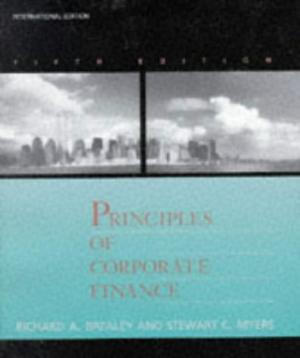 INTERNATIONAL EDITION
FIFTH EDITION
PRINCIPLES
OF
CORPORATE
FINANCE
RICHARD A. BREALEY AND STEWART C. MYERS